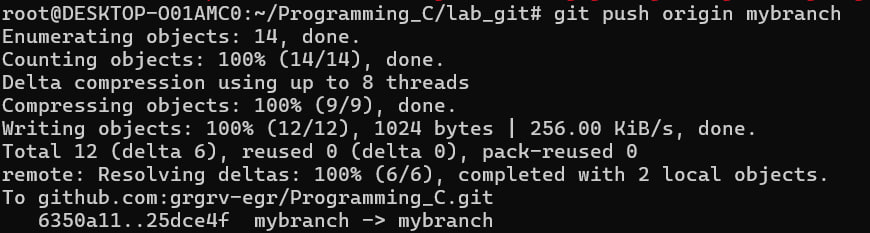 root@DESKTOP-O01AMC0:~/Programming_C/lab_git# git push origin mybranch
Enumerating objects: 14, done.
Counting objects: 100% (14/14), done.
Delta compression using up to 8 threads
Compressing objects: 100% (9/9), done.
Writing objects: 100% (12/12), 1024 bytes | 256.00 KiB/s, done.
Total 12 (delta 6), reused 0 (delta 0), pack-reused 0
remote: Resolving deltas: 100% (6/6), completed with 2 local objects.
To github.com:grgrv-egr/Programming_C.git
   6350a11..25dce4f  mybranch -> mybranch